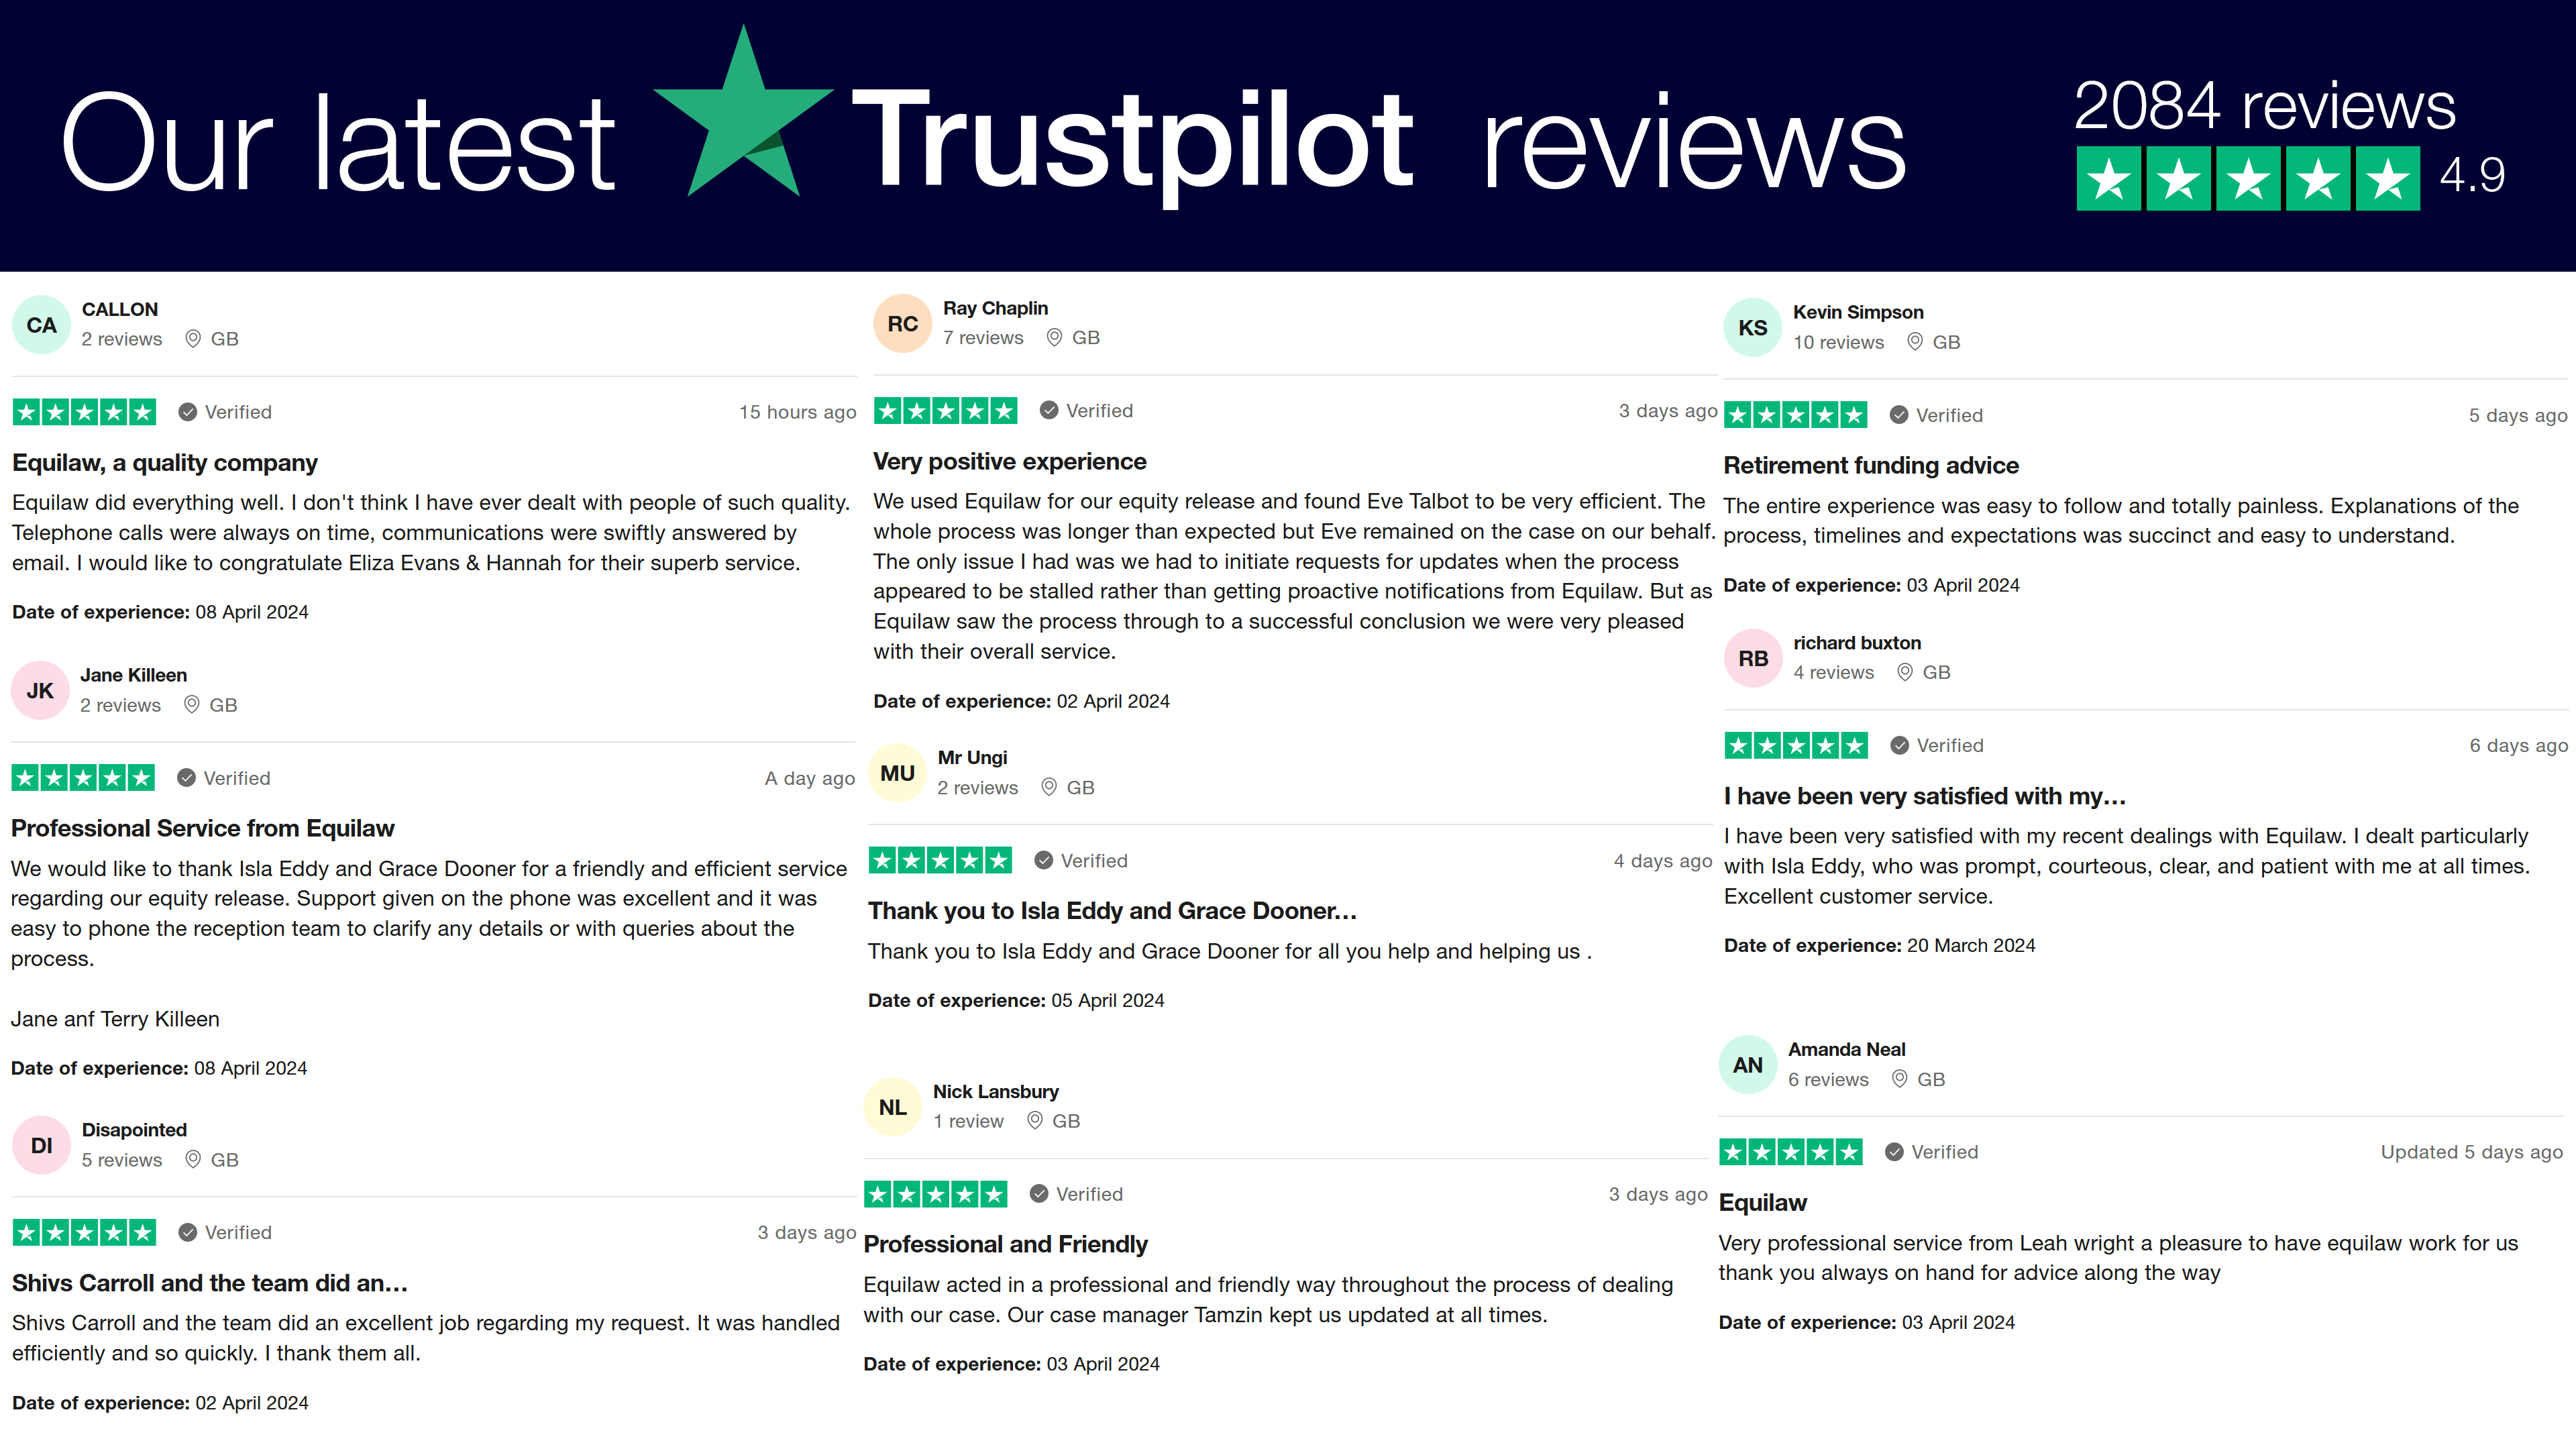 Our latest Trustpilot reviews
2084 reviews
4.9
CA
CALLON
2 reviews GB
Verified 15 hours ago
Equilaw, a quality company
Equilaw did everything well. I don't think I have ever dealt with people of such quality.
Telephone calls were always on time, communications were swiftly answered by
email. I would like to congratulate Eliza Evans & Hannah for their superb service.
Date of experience: 08 April 2024
JK
Jane Killeen
2 reviews GB
Verified A day ago
Professional Service from Equilaw
We would like to thank Isla Eddy and Grace Dooner for a friendly and efficient service
regarding our equity release. Support given on the phone was excellent and it was
easy to phone the reception team to clarify any details or with queries about the
process.
Jane anf Terry Killeen
Date of experience: 08 April 2024
DI
Disapointed
5 reviews GB
Verified 3 days ago
Shivs Carroll and the team did an…
Shivs Carroll and the team did an excellent job regarding my request. It was handled
efficiently and so quickly. I thank them all.
Date of experience: 02 April 2024
RC
Ray Chaplin
7 reviews GB
Verified 3 days ago
Very positive experience
We used Equilaw for our equity release and found Eve Talbot to be very efficient. The
whole process was longer than expected but Eve remained on the case on our behalf.
The only issue I had was we had to initiate requests for updates when the process
appeared to be stalled rather than getting proactive notifications from Equilaw. But as
Equilaw saw the process through to a successful conclusion we were very pleased
with their overall service.
Date of experience: 02 April 2024
MU
Mr Ungi
2 reviews GB
Verified 4 days ago
Thank you to Isla Eddy and Grace Dooner…
Thank you to Isla Eddy and Grace Dooner for all you help and helping us .
Date of experience: 05 April 2024
NL
Nick Lansbury
1 review GB
Verified 3 days ago
Professional and Friendly
Equilaw acted in a professional and friendly way throughout the process of dealing
with our case. Our case manager Tamzin kept us updated at all times.
Date of experience: 03 April 2024
KS
Kevin Simpson
10 reviews GB
Verified 5 days ago
Retirement funding advice
The entire experience was easy to follow and totally painless. Explanations of the
process, timelines and expectations was succinct and easy to understand.
Date of experience: 03 April 2024
RB
richard buxton
4 reviews GB
Verified 6 days ago
I have been very satisfied with my…
I have been very satisfied with my recent dealings with Equilaw. I dealt particularly
with Isla Eddy, who was prompt, courteous, clear, and patient with me at all times.
Excellent customer service.
Date of experience: 20 March 2024
AN
Amanda Neal
6 reviews GB
Verified Updated 5 days ago
Equilaw
Very professional service from Leah wright a pleasure to have equilaw work for us
thank you always on hand for advice along the way
Date of experience: 03 April 2024